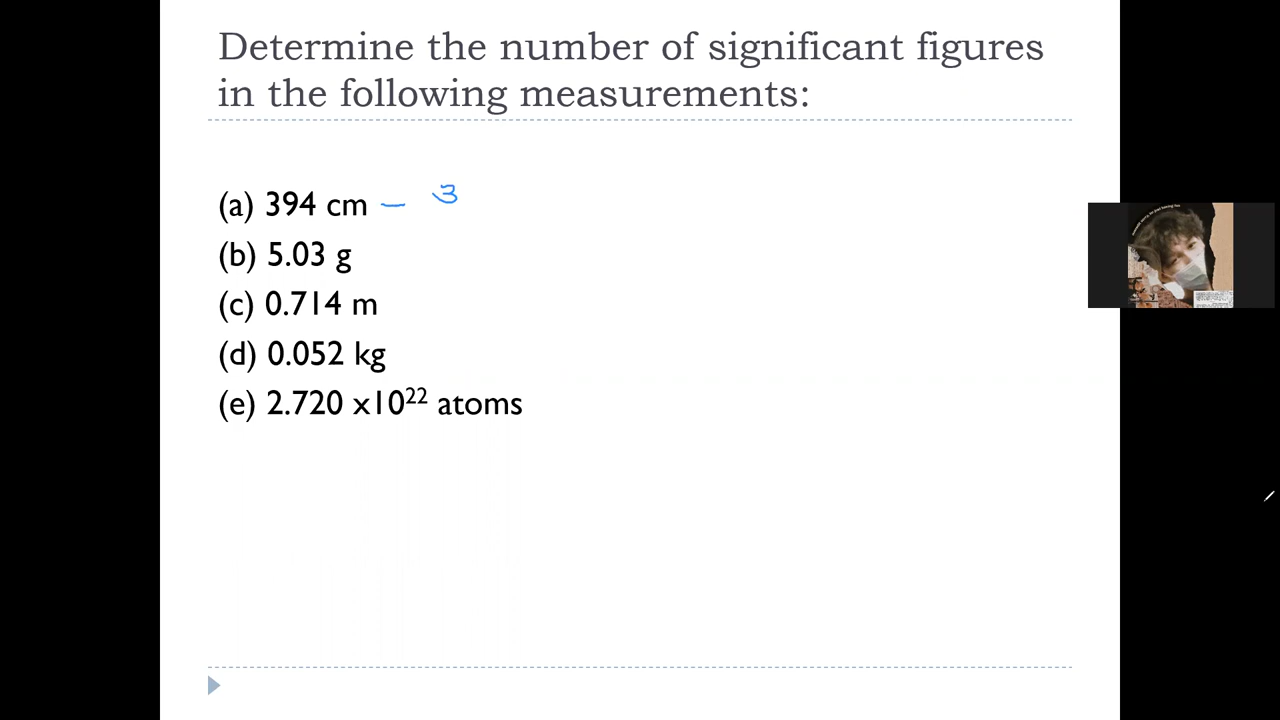 Determine the number of significant figures
in the following measurements:
(a) 394 cm – 3
(b) 5.03 g
(c) 0.714 m
(d) 0.052 kg
(e) 2.720 x10²² atoms